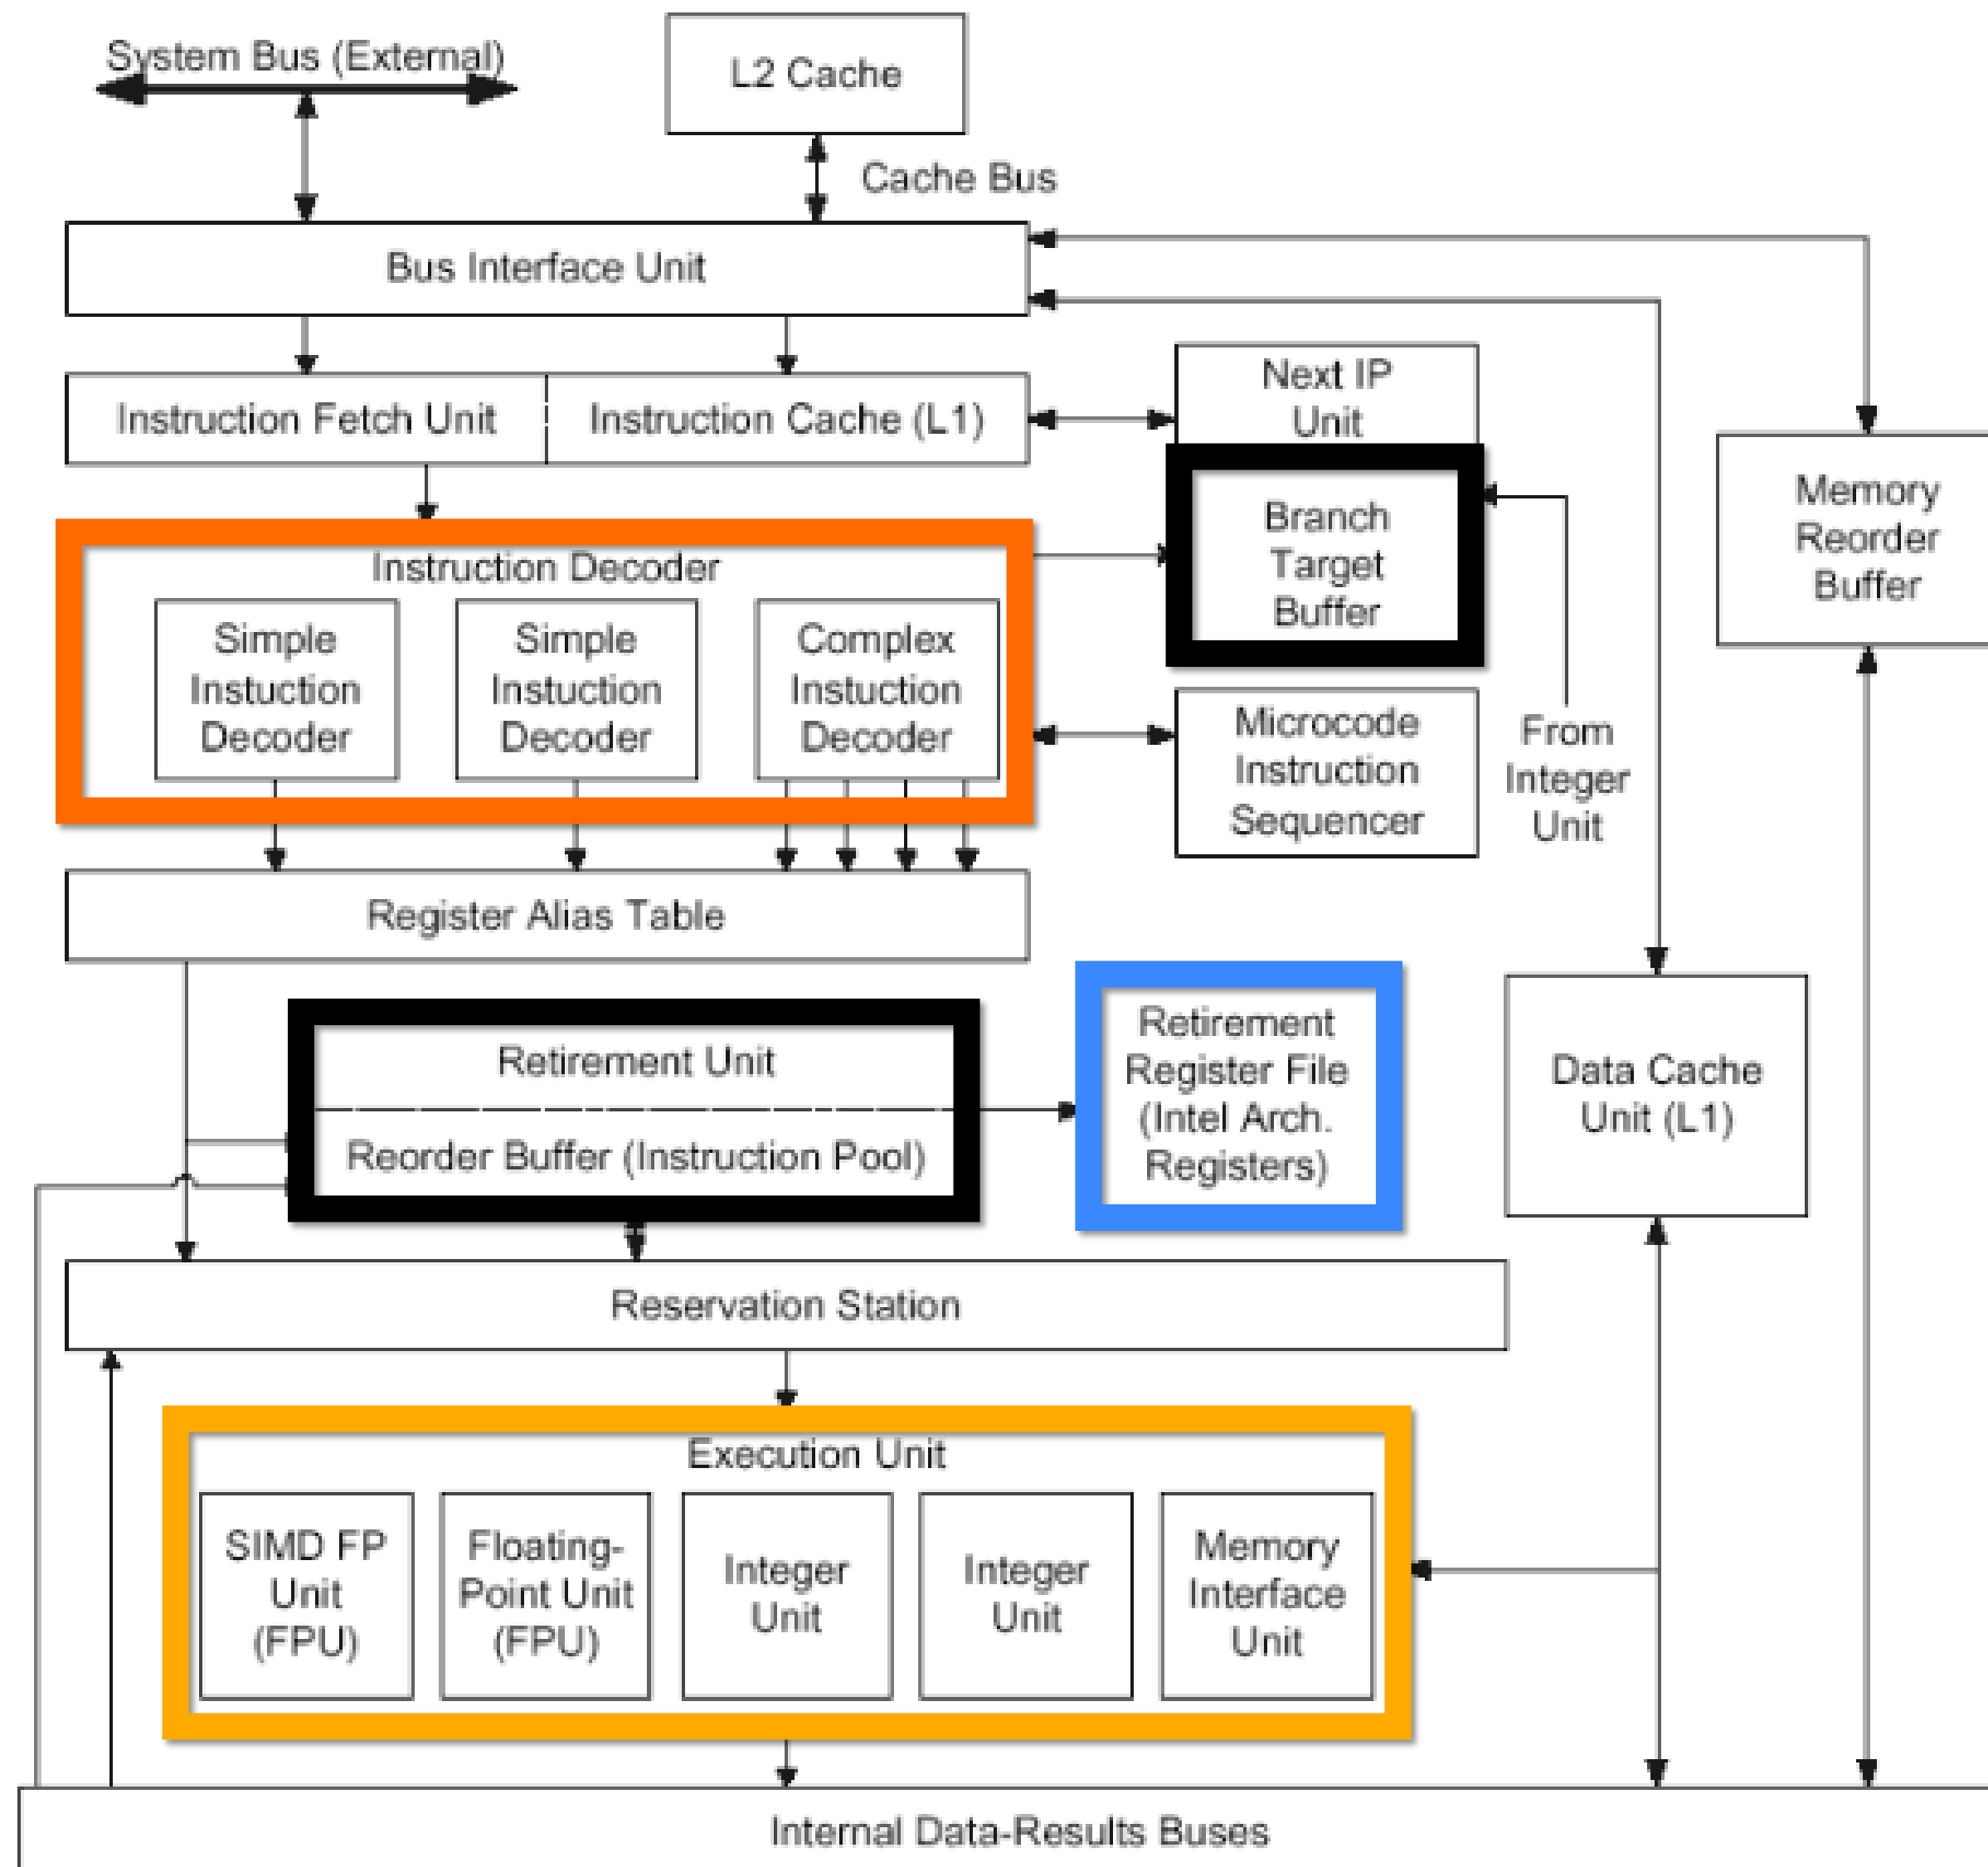 System Bus (External)
L2 Cache
Cache Bus
Bus Interface Unit
Instruction Fetch Unit
Instruction Cache (L1)
Next IP
Unit
Branch
Target
Buffer
Memory
Reorder
Buffer
Instruction Decoder
Simple
Instuction
Decoder
Simple
Instuction
Decoder
Complex
Instuction
Decoder
Microcode
Instruction
Sequencer
From
Integer
Unit
Register Alias Table
Retirement Unit
Reorder Buffer (Instruction Pool)
Retirement
Register File
(Intel Arch.
Registers)
Data Cache
Unit (L1)
Reservation Station
Execution Unit
SIMD FP
Unit
(FPU)
Floating-
Point Unit
(FPU)
Integer
Unit
Integer
Unit
Memory
Interface
Unit
Internal Data-Results Buses